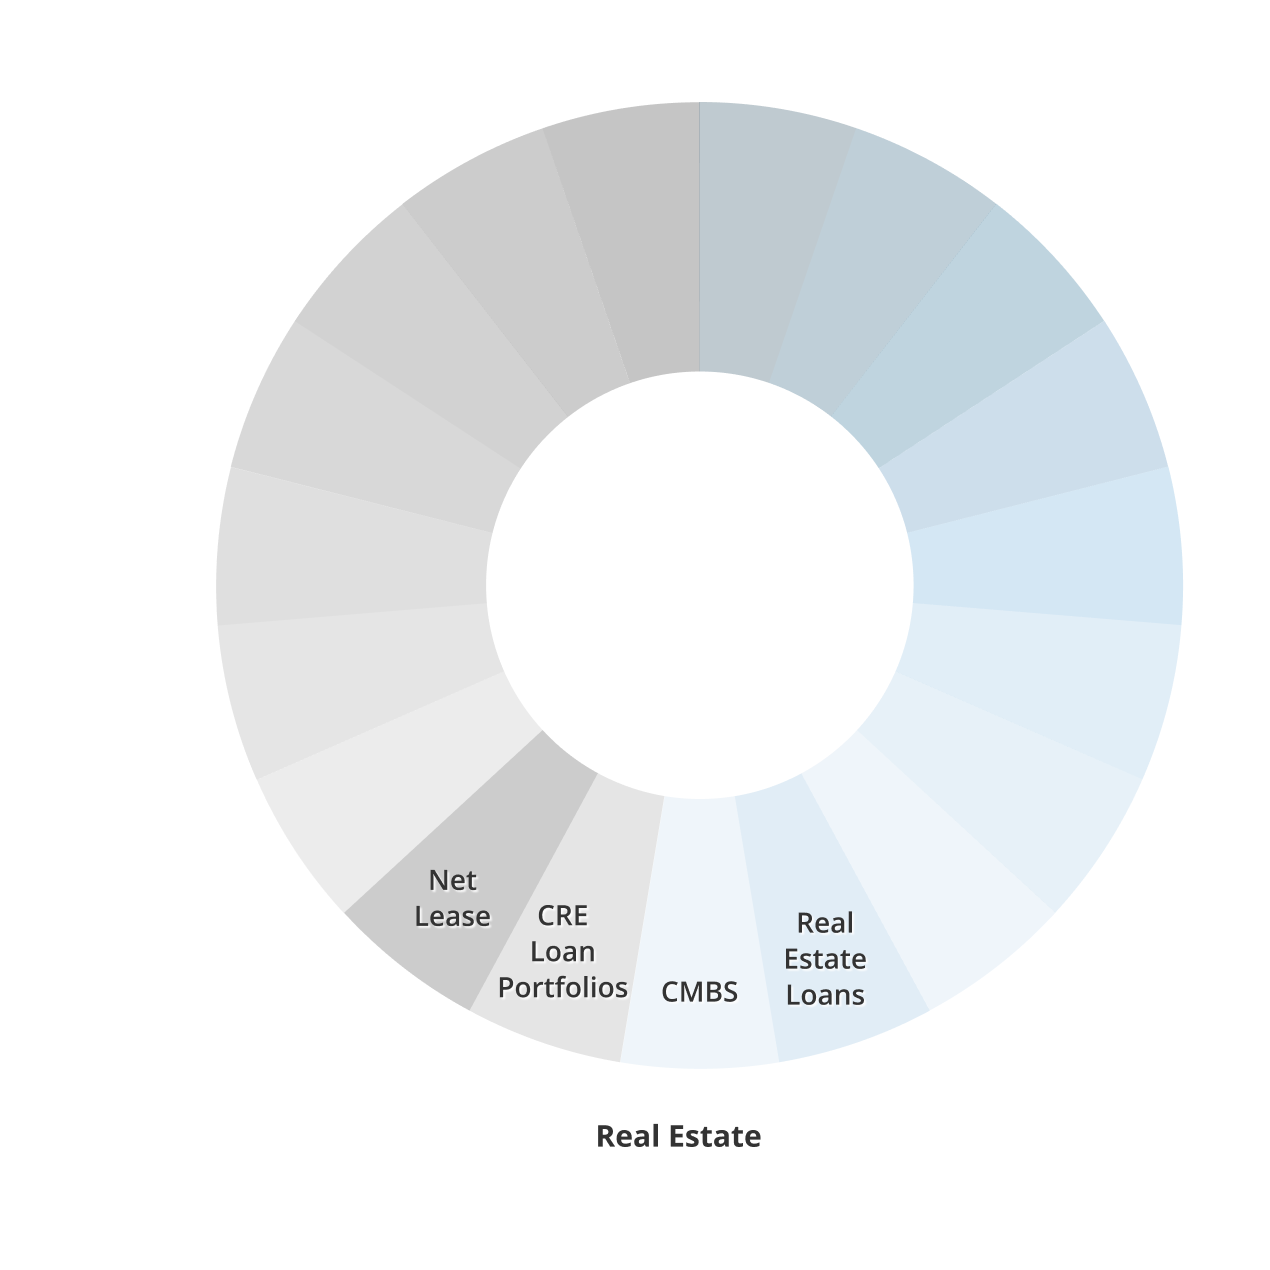 Net
Lease
CRE
Loan
Portfolios
CMBS
Real
Estate
Loans
Real Estate